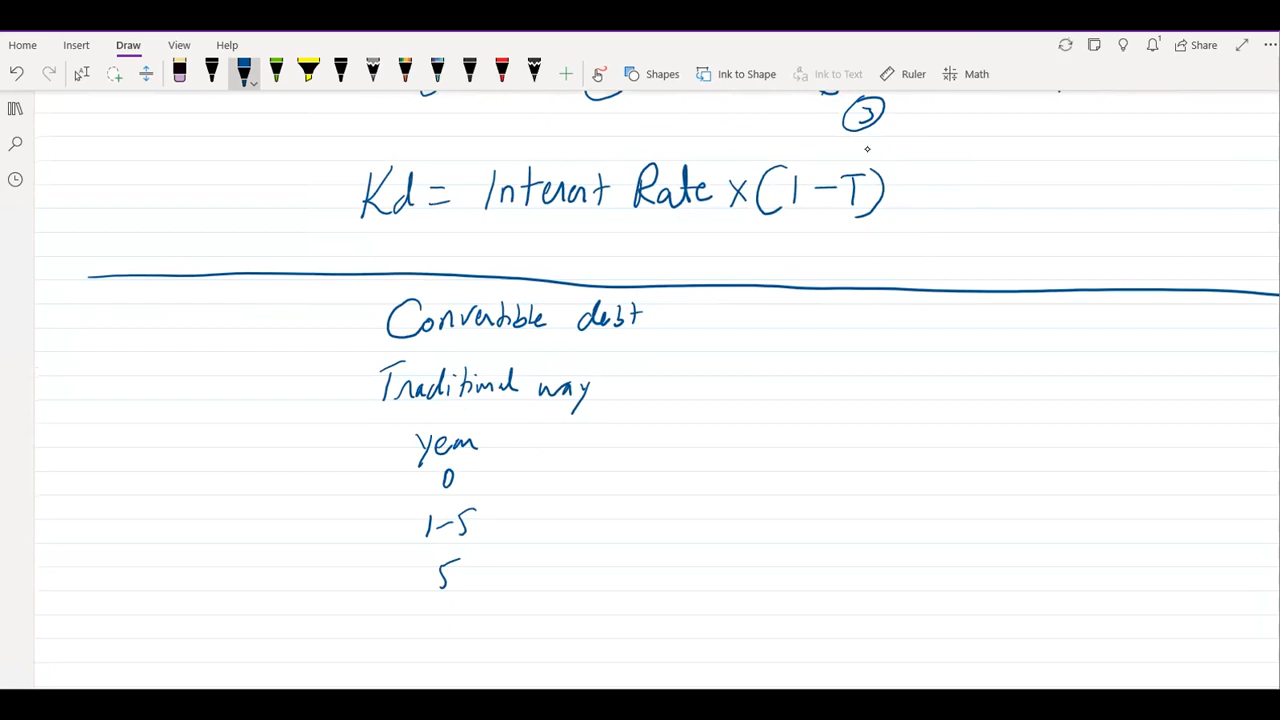 Home Insert Draw View Help Share
Shapes Ink to Shape Ink to Text Ruler Math
3
Kd = Interest Rate × (1 - T)
Convertible debt
Traditional way
year
0
1-5
5